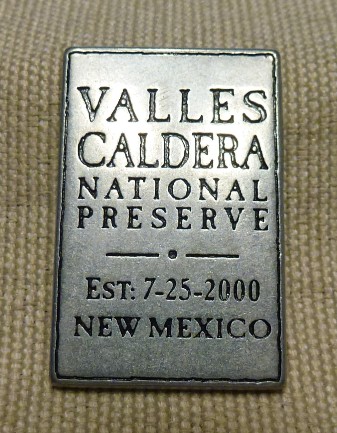 VALLES
CALDERA
NATIONAL
PRESERVE
EST: 7-25-2000
NEW MEXICO